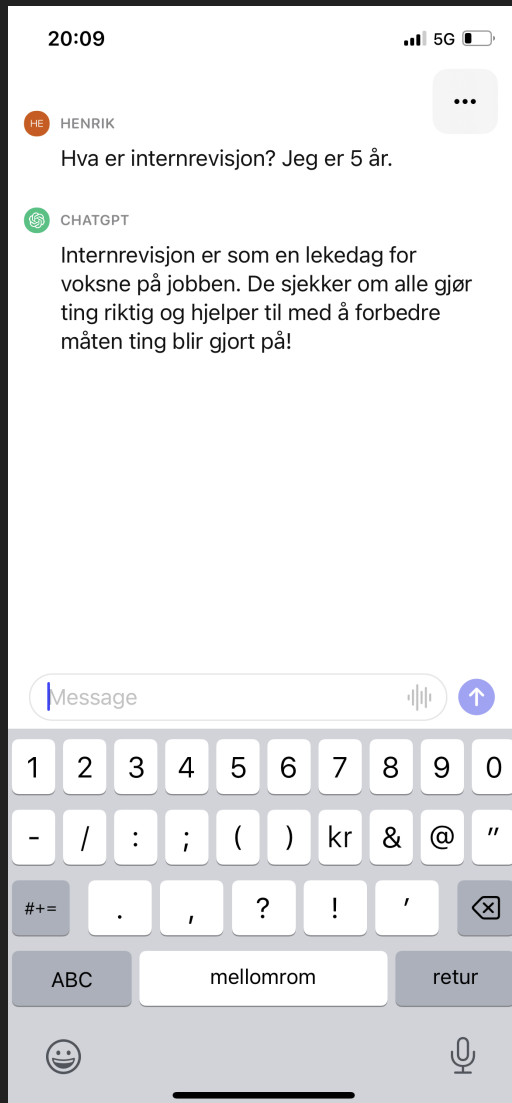 20:09
5G
HE
HENRIK
Hva er internrevisjon? Jeg er 5 år.
CHATGPT
Internrevisjon er som en lekedag for
voksne på jobben. De sjekker om alle gjør
ting riktig og hjelper til med å forbedre
måten ting blir gjort på!
Message
1 2 3 4 5 6 7 8 9 0
- / : ; ( ) kr & @ "
#+= . , ? ! '
ABC mellomrom retur